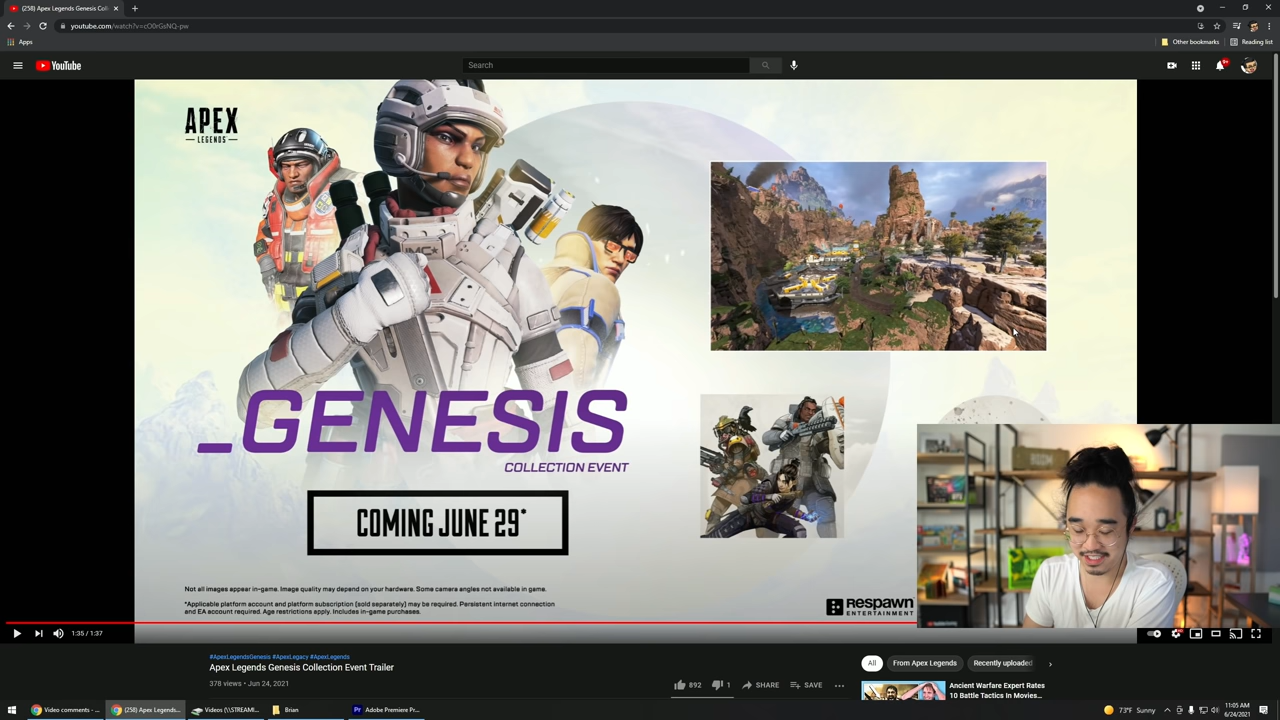 (258) Apex Legends Genesis Coll
youtube.com/watch?v=cO0rGsNQ-pw
Apps
Other bookmarks
Reading list
YouTube
Search
9+
APEX
LEGENDS
IMC
_GENESIS
COLLECTION EVENT
COMING JUNE 29*
Not all images appear in-game. Image quality may depend on your hardware. Some camera angles not available in game.
*Applicable platform account and platform subscription (sold separately) may be required. Persistent internet connection
and EA account required. Age restrictions apply. Includes in-game purchases.
Respawn
ENTERTAINMENT
1:35 / 1:37
#ApexLegendsGenesis #ApexLegacy #ApexLegends
Apex Legends Genesis Collection Event Trailer
378 views • Jun 24, 2021
892
1
SHARE
SAVE
All
From Apex Legends
Recently uploaded
Ancient Warfare Expert Rates
10 Battle Tactics In Movies...
Video comments - ...
(258) Apex Legends...
Videos (\\STREAM!...
Brian
Adobe Premiere Pr...
73°F Sunny
11:05 AM
6/24/2021